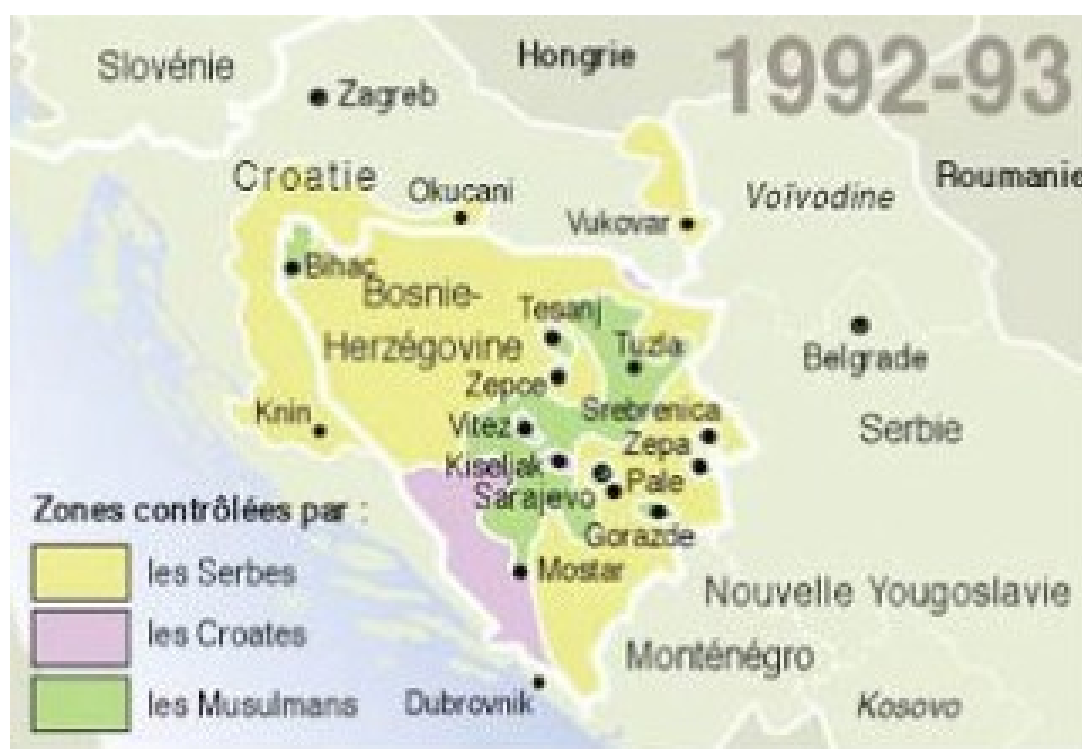 Slovénie
Hongrie
1992-93
Zagreb
Croatie
Okucani
Vukovar
Voïvodine
Roumanie
Bihaç
Bosnie-
Herzégovine
Tesanj
Tuzla
Belgrade
Zepce
Knin
Vitez
Srebrenica
Zepa
Serbie
Kiseljak
Sarajevo
Pale
Gorazde
Mostar
Zones contrôlées par :
les Serbes
les Croates
les Musulmans
Nouvelle Yougoslavie
Monténégro
Dubrovnik
Kosovo